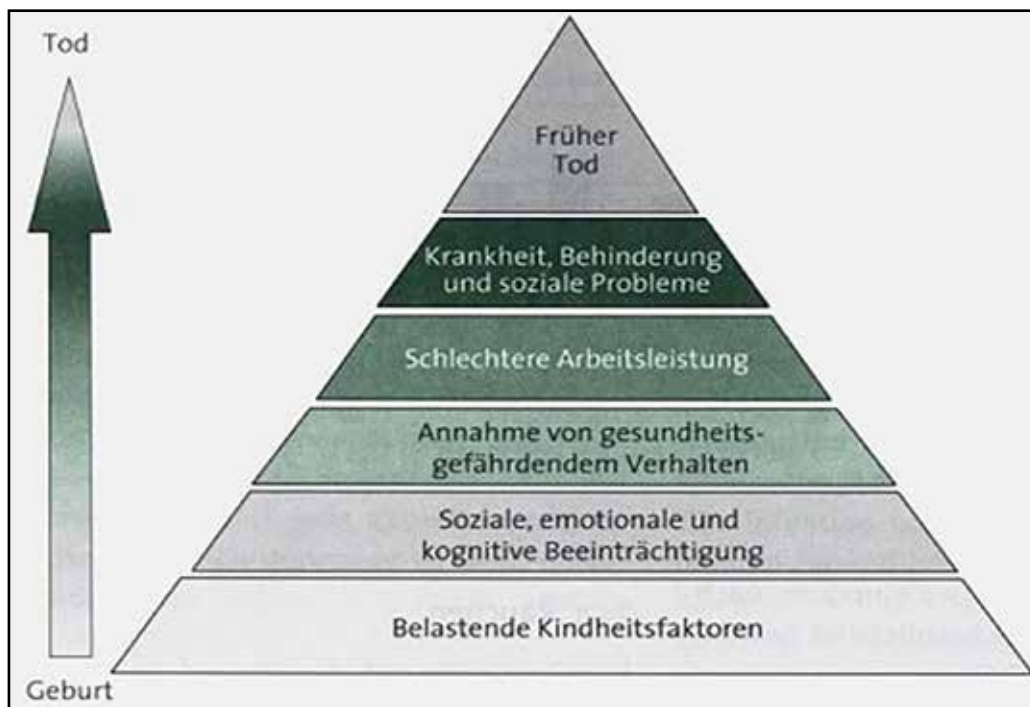 Tod
Früher
Tod
Krankheit, Behinderung
und soziale Probleme
Schlechtere Arbeitsleistung
Annahme von gesundheits-
gefährdendem Verhalten
Soziale, emotionale und
kognitive Beeinträchtigung
Belastende Kindheitsfaktoren
Geburt